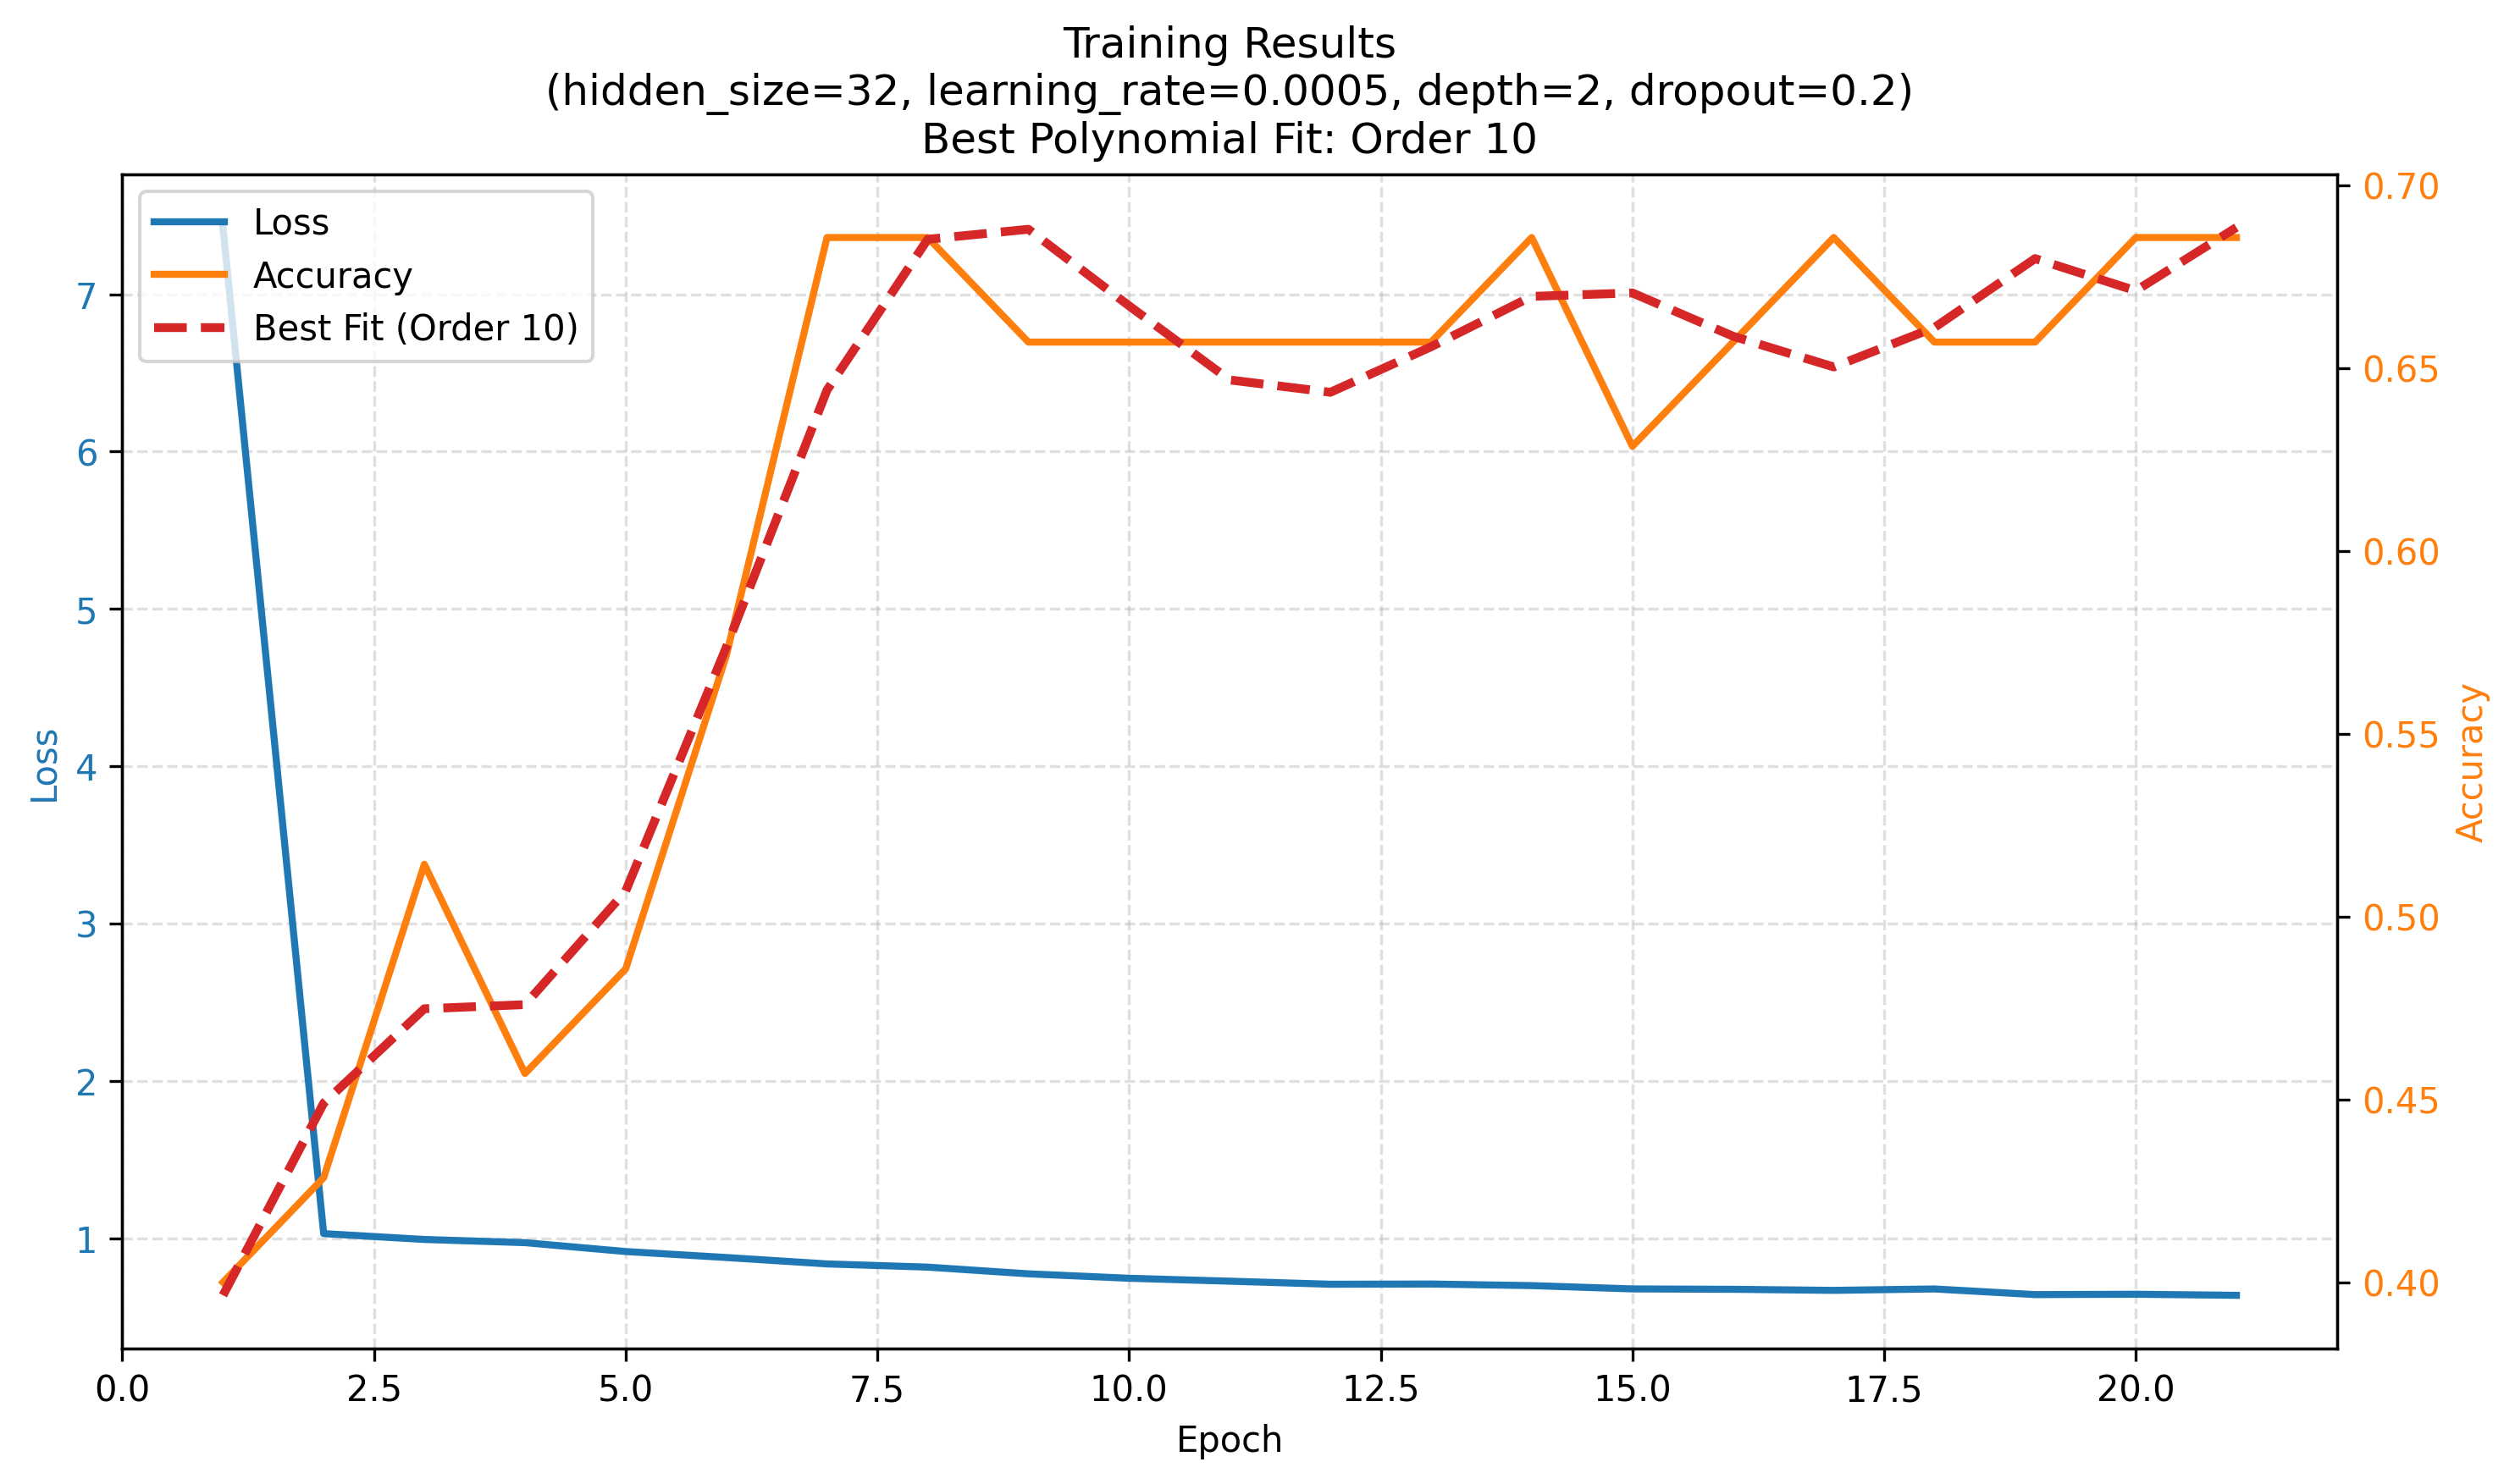 Training Results
(hidden_size=32, learning_rate=0.0005, depth=2, dropout=0.2)
Best Polynomial Fit: Order 10
Loss
Accuracy
Best Fit (Order 10)
7
6
5
4
3
2
1
Loss
0.70
0.65
0.60
0.55
0.50
0.45
0.40
Accuracy
0.0 2.5 5.0 7.5 10.0 12.5 15.0 17.5 20.0
Epoch